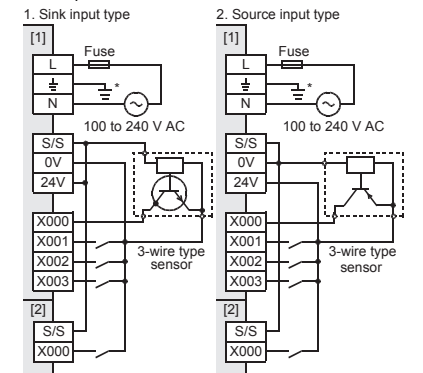 1. Sink input type
[1]
Fuse
L
*
N
100 to 240 V AC
S/S
0V
24V
X000
X001
X002
X003
3-wire type
sensor
[2]
S/S
X000
2. Source input type
[1]
Fuse
L
*
N
100 to 240 V AC
S/S
0V
24V
X000
X001
X002
X003
3-wire type
sensor
[2]
S/S
X000